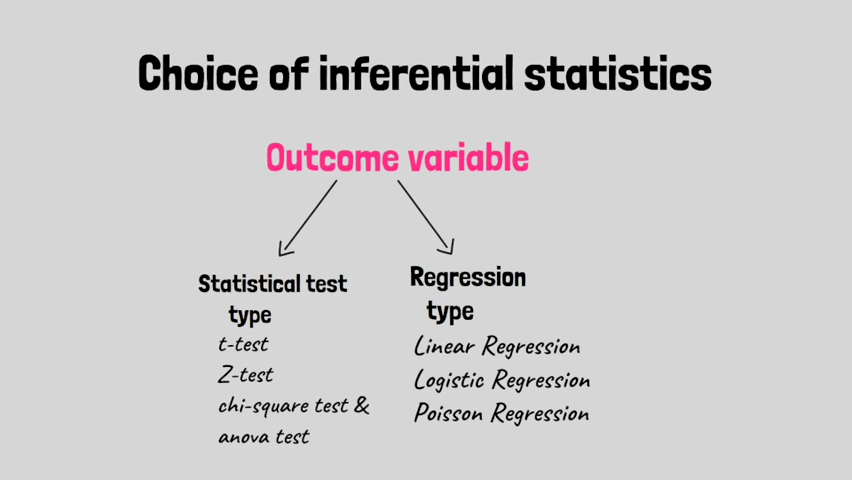 Choice of inferential statistics
Outcome variable
Statistical test
type
t-test
Z-test
chi-square test &
anova test
Regression
type
Linear Regression
Logistic Regression
Poisson Regression